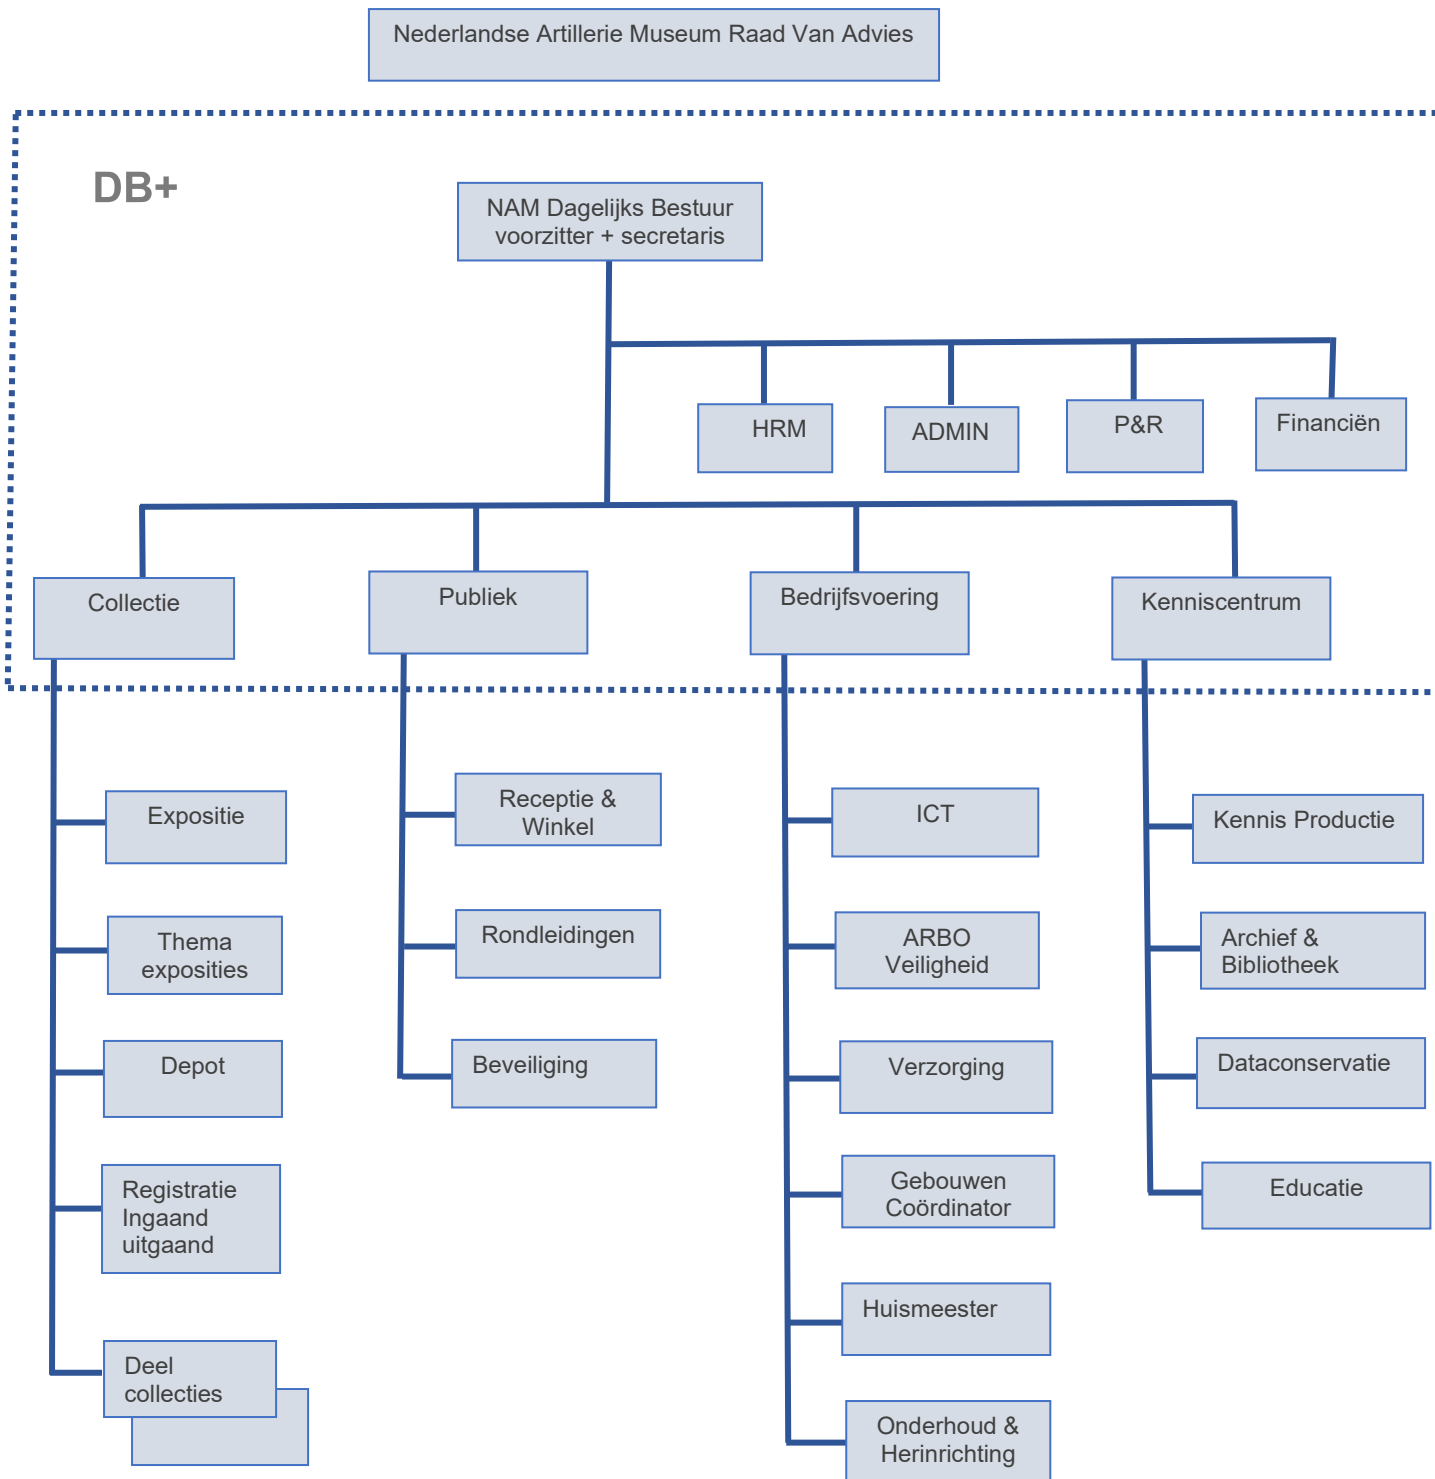 Nederlandse Artillerie Museum Raad Van Advies
DB+
NAM Dagelijks Bestuur
voorzitter + secretaris
HRM
ADMIN
P&R
Financiën
Collectie
Publiek
Bedrijfsvoering
Kenniscentrum
Expositie
Thema
exposities
Depot
Registratie
Ingaand
uitgaand
Deel
collecties
Receptie &
Winkel
Rondleidingen
Beveiliging
ICT
ARBO
Veiligheid
Verzorging
Gebouwen
Coördinator
Huismeester
Onderhoud &
Herinrichting
Kennis Productie
Archief &
Bibliotheek
Dataconservatie
Educatie